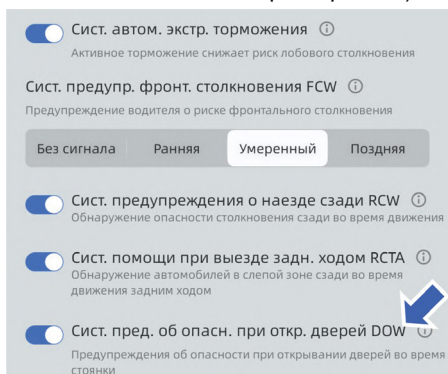 Сист. автом. экстр. торможения
Активное торможение снижает риск лобового столкновения
Сист. предупр. фронт. столкновения FCW
Предупреждение водителя о риске фронтального столкновения
Без сигнала Ранняя Умеренный Поздняя
Сист. предупреждения о наезде сзади RCW
Обнаружение опасности столкновения сзади во время движения
Сист. помощи при выезде задн. ходом RCTA
Обнаружение автомобилей в слепой зоне сзади во время
движения задним ходом
Сист. пред. об опасн. при откр. дверей DOW
Предупреждения об опасности при открывании дверей во время
стоянки